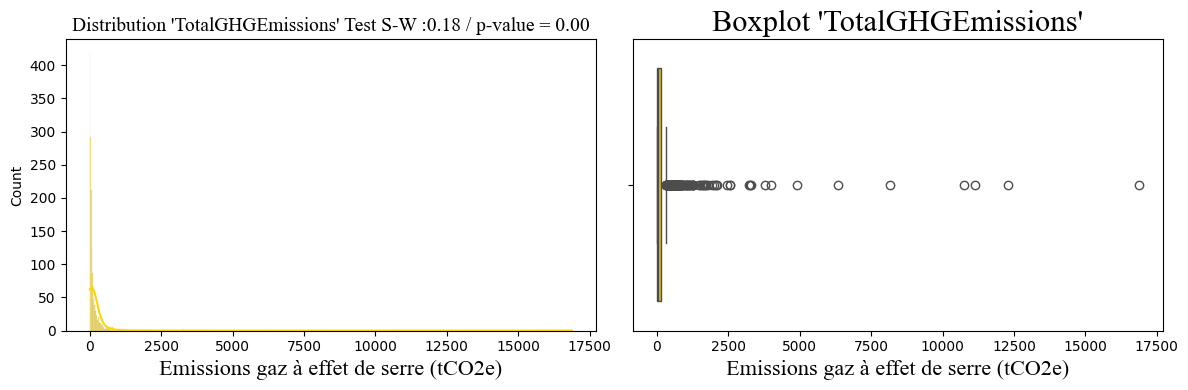 Distribution 'TotalGHGEmissions' Test S-W :0.18 / p-value = 0.00
Count
400
350
300
250
200
150
100
50
0
0 2500 5000 7500 10000 12500 15000 17500
Emissions gaz à effet de serre (tCO2e)
Boxplot 'TotalGHGEmissions'
0 2500 5000 7500 10000 12500 15000 17500
Emissions gaz à effet de serre (tCO2e)